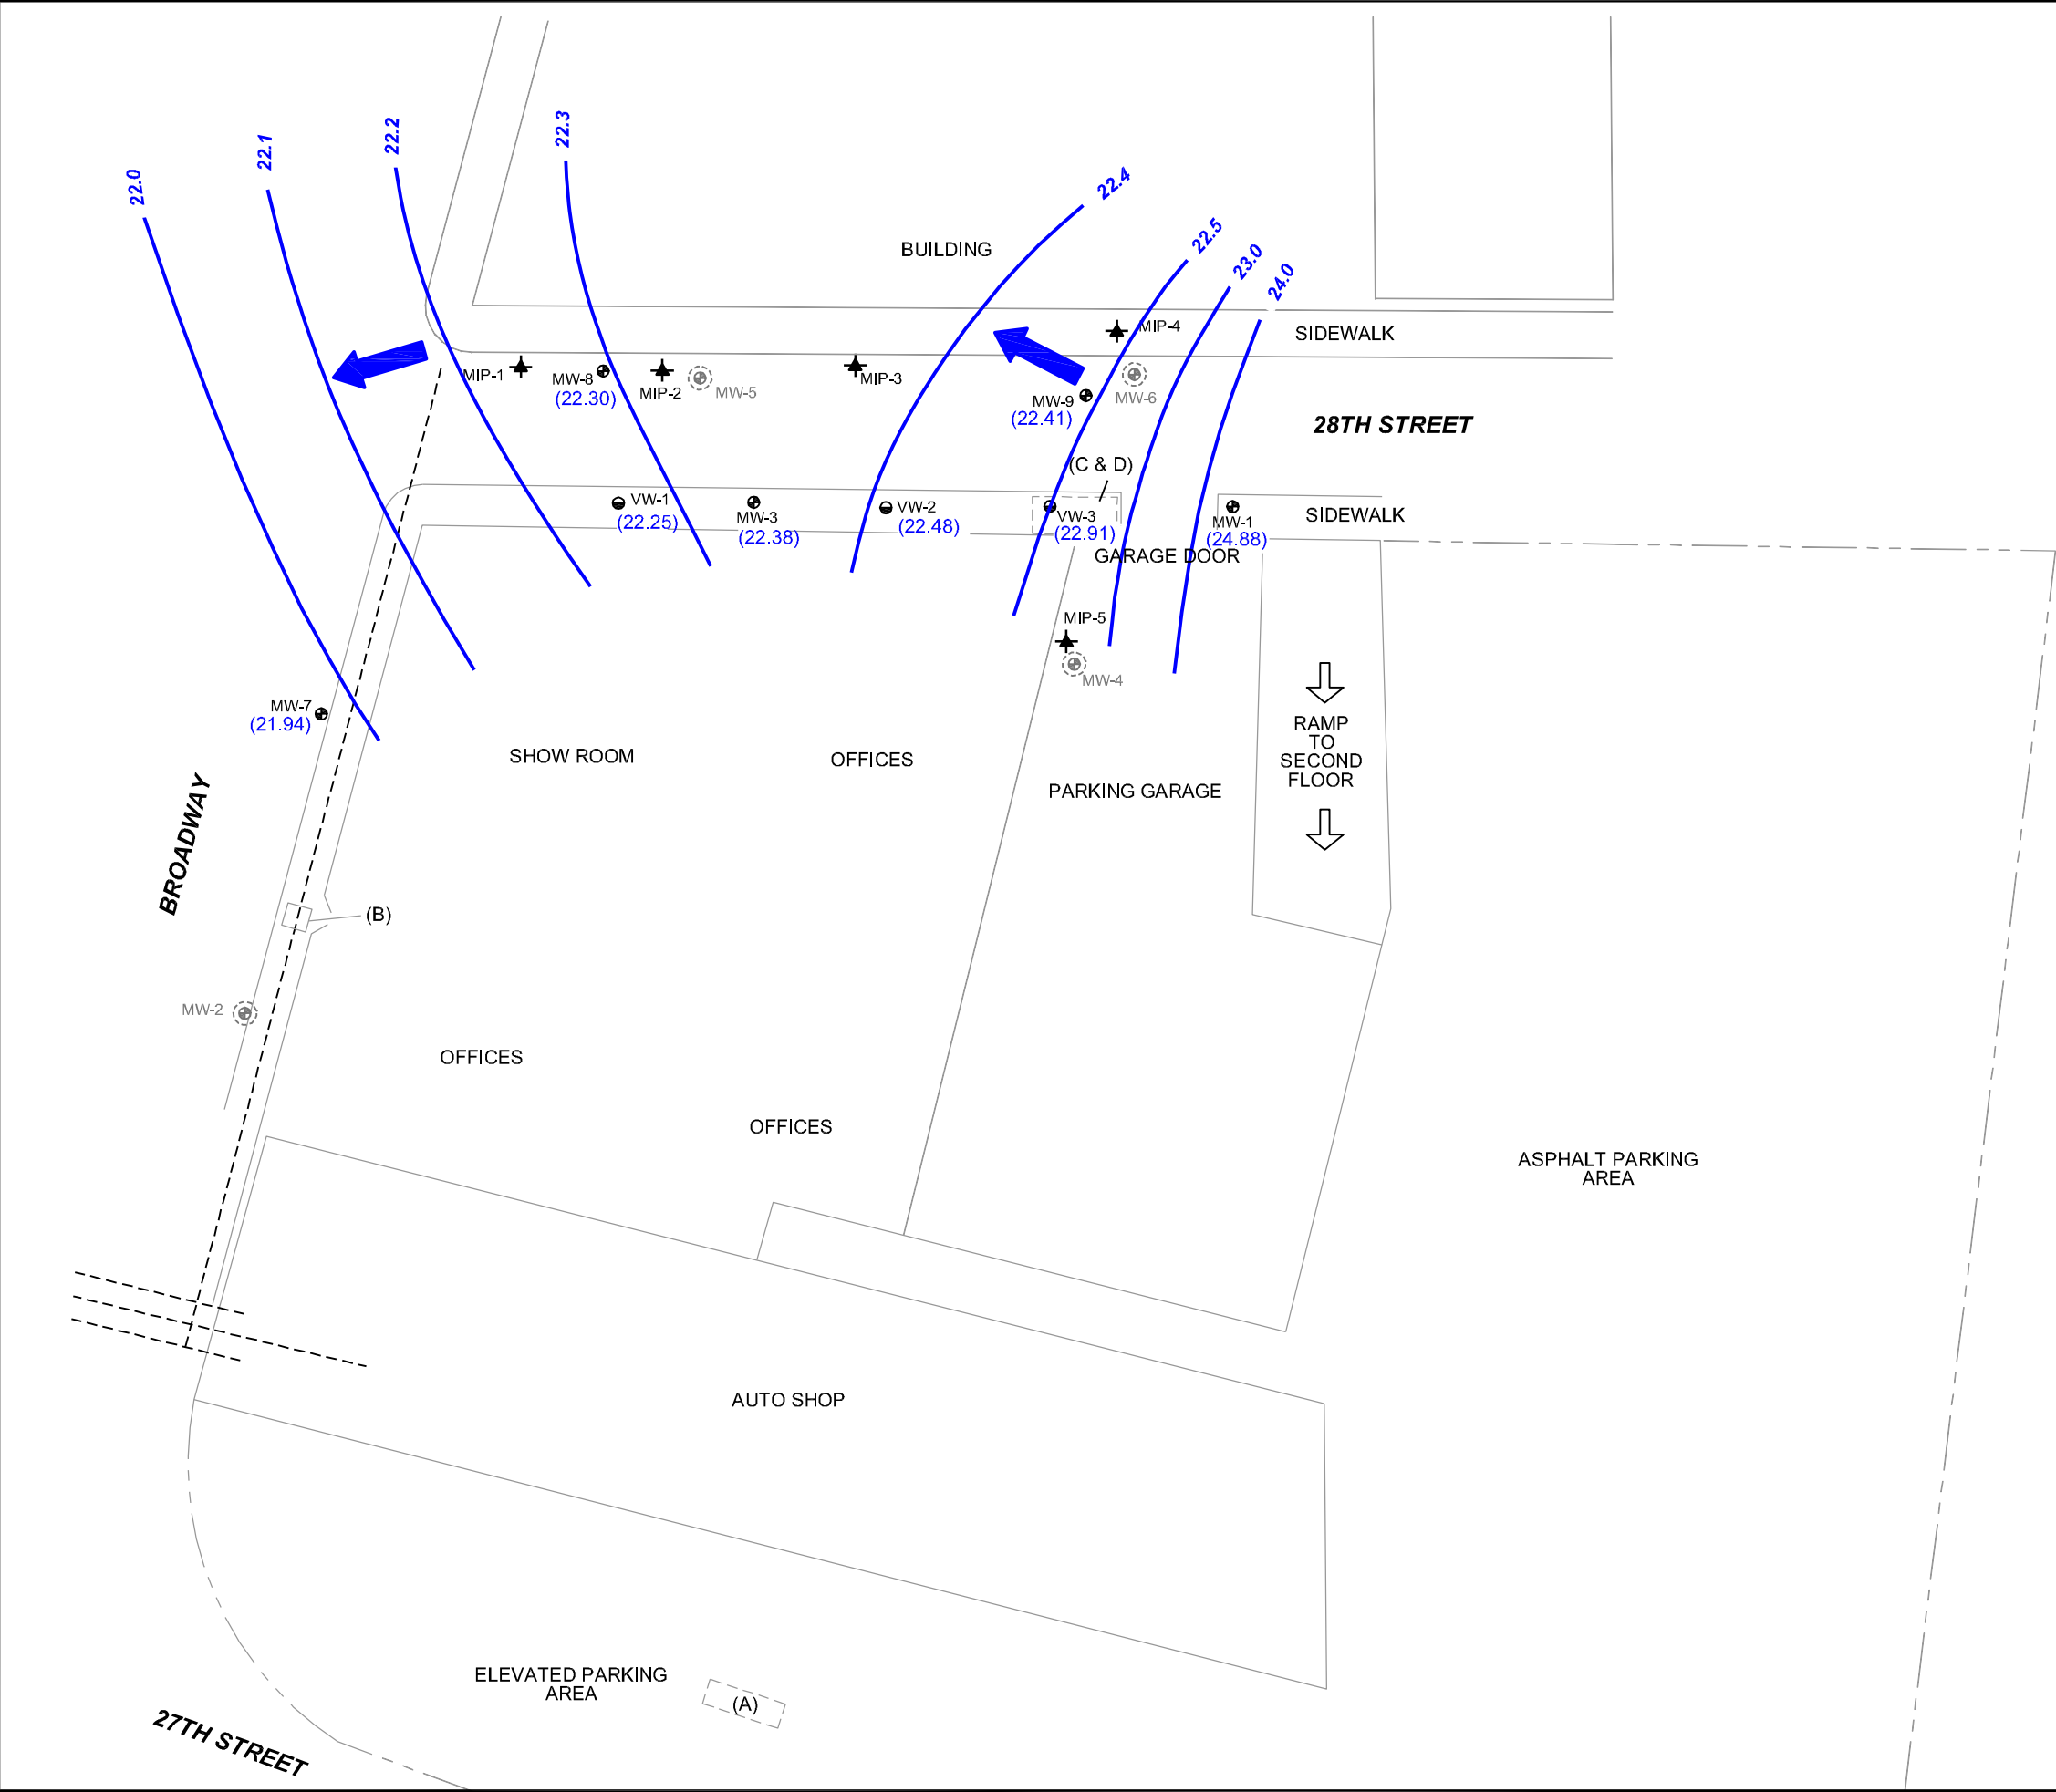 22.0
22.1
22.2
22.3
22.4
22.5
23.0
24.0
BUILDING
SIDEWALK
MIP-4
MIP-1
MW-8
(22.30)
MIP-2
MW-5
MIP-3
MW-9
(22.41)
MW-6
28TH STREET
(C & D)
VW-1
(22.25)
MW-3
(22.38)
VW-2
(22.48)
VW-3
(22.91)
MW-1
(24.88)
SIDEWALK
GARAGE DOOR
MIP-5
MW-4
MW-7
(21.94)
SHOW ROOM
OFFICES
PARKING GARAGE
RAMP
TO
SECOND
FLOOR
BROADWAY
(B)
MW-2
OFFICES
OFFICES
ASPHALT PARKING
AREA
AUTO SHOP
ELEVATED PARKING
AREA
(A)
27TH STREET